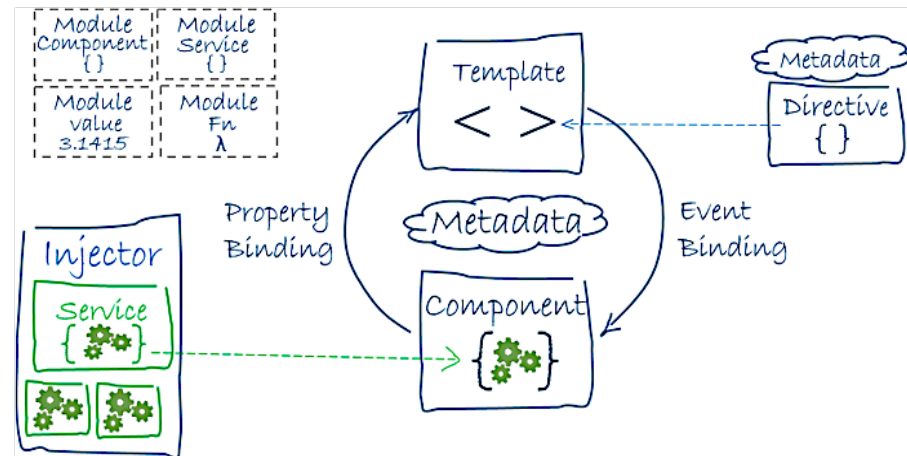 Module
Component
{ }
Module
Service
{ }
Module
value
3.1415
Module
Fn
λ
Template
< >
Metadata
Directive
{ }
Property
Binding
Metadata
Event
Binding
Injector
Service
{ }
Component
{ }